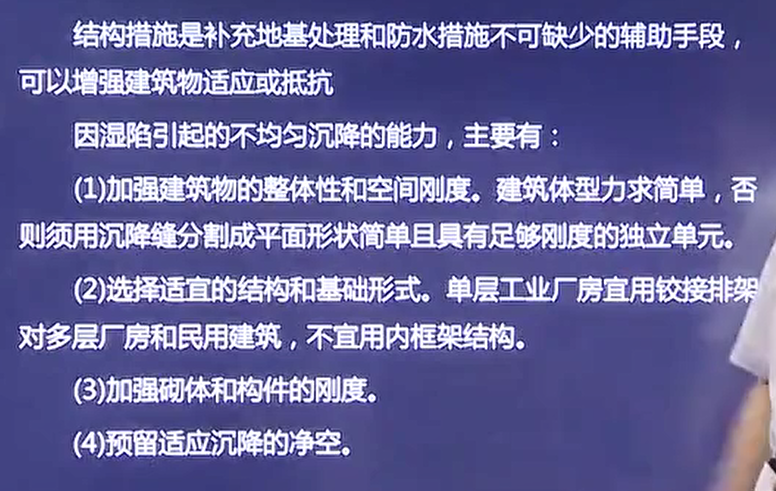 结构措施是补充地基处理和防水措施不可缺少的辅助手段，
可以增强建筑物适应或抵抗
因湿陷引起的不均匀沉降的能力，主要有：
(1)加强建筑物的整体性和空间刚度。建筑体型力求简单，否
则须用沉降缝分割成平面形状简单且具有足够刚度的独立单元。
(2)选择适宜的结构和基础形式。单层工业厂房宜用铰接排架
对多层厂房和民用建筑，不宜用内框架结构。
(3)加强砌体和构件的刚度。
(4)预留适应沉降的净空。